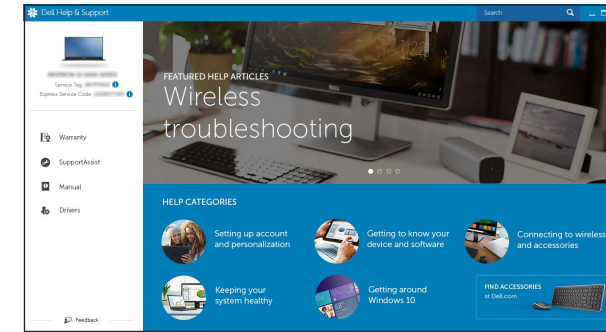 Dell Help & Support
Search
Service Tag:
Express Service Code:
Warranty
SupportAssist
Manual
Drivers
Feedback
FEATURED HELP ARTICLES
Wireless
troubleshooting
HELP CATEGORIES
Setting up account
and personalization
Getting to know your
device and software
Connecting to wireless
and accessories
Keeping your
system healthy
Getting around
Windows 10
FIND ACCESSORIES
at Dell.com